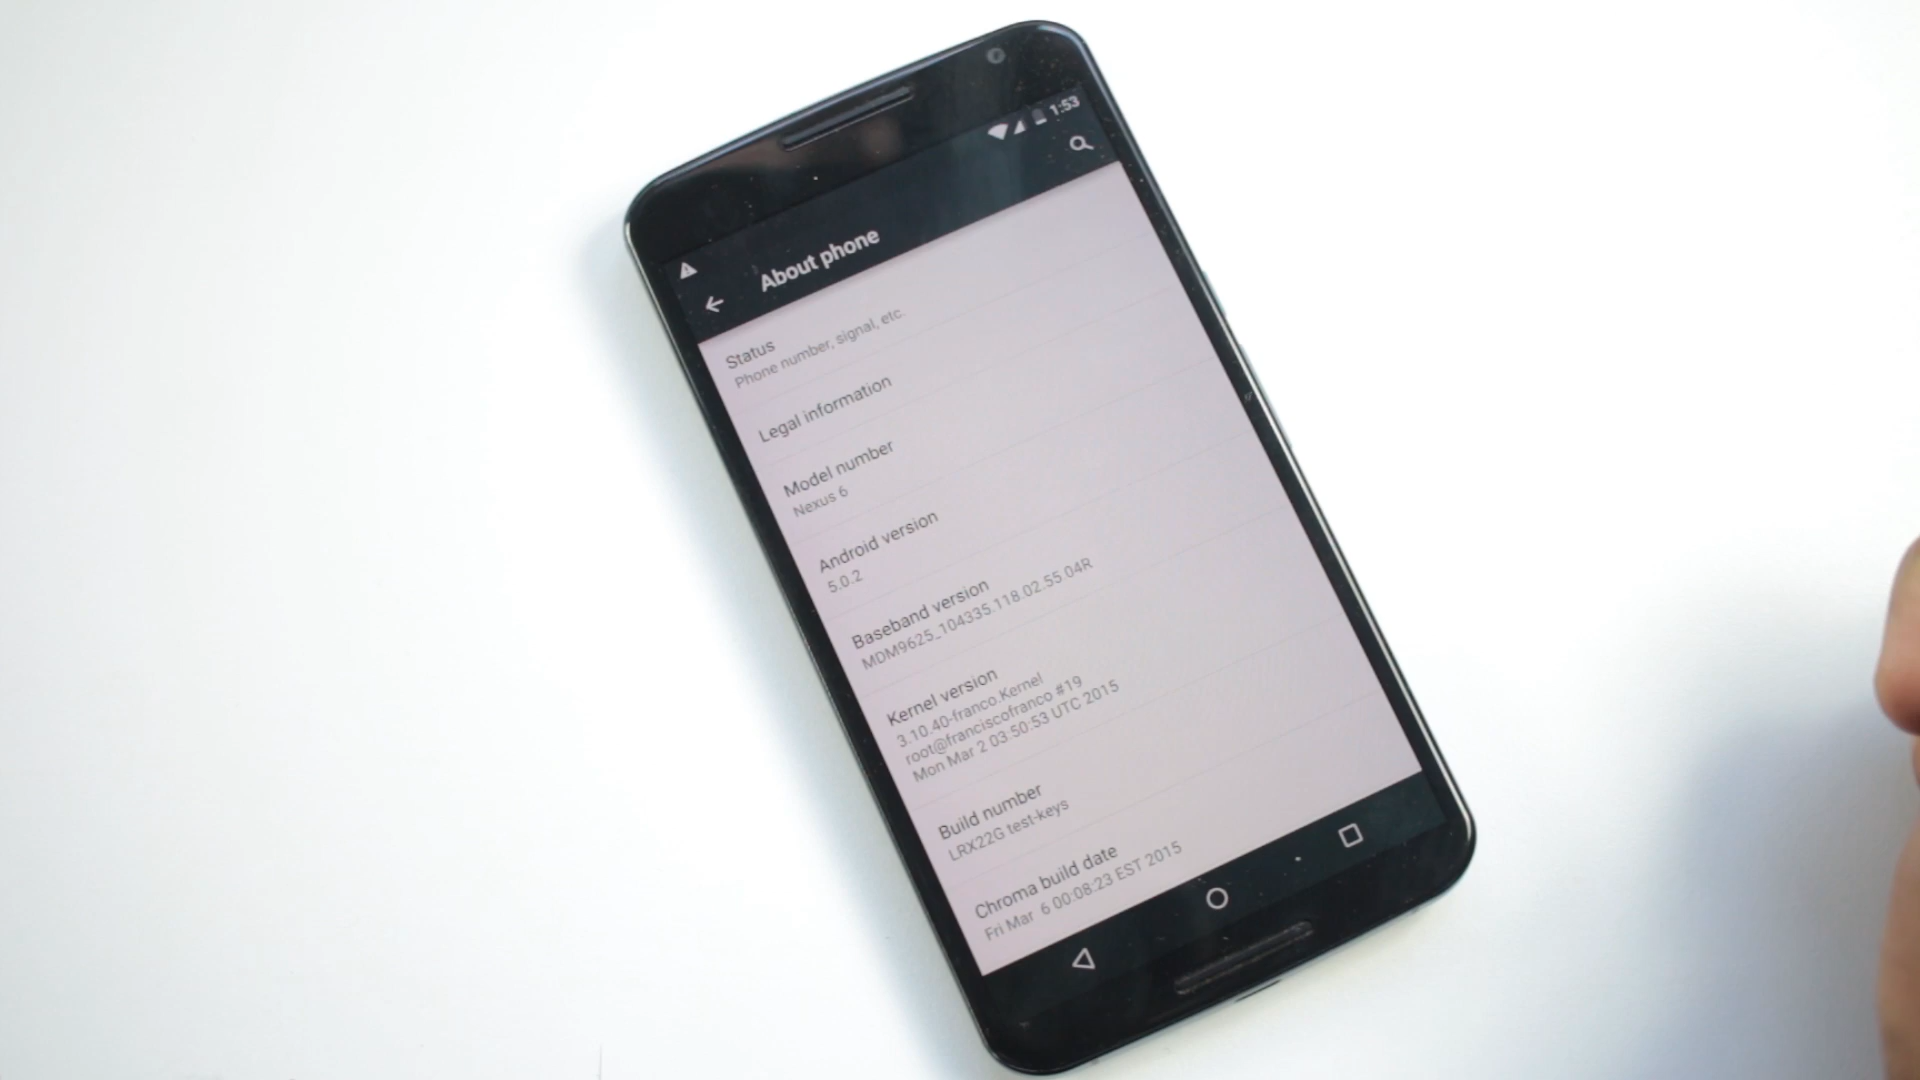 1:53
About phone
Status
Phone number, signal, etc.
Legal information
Model number
Nexus 6
Android version
5.0.2
Baseband version
MDM9625_104335.118.02.55.04R
Kernel version
3.10.40-franco.Kernel
root@franciscofranco #19
Mon Mar 2 03:50:53 UTC 2015
Build number
LRX22G test-keys
Chroma build date
Fri Mar 6 00:08:23 EST 2015